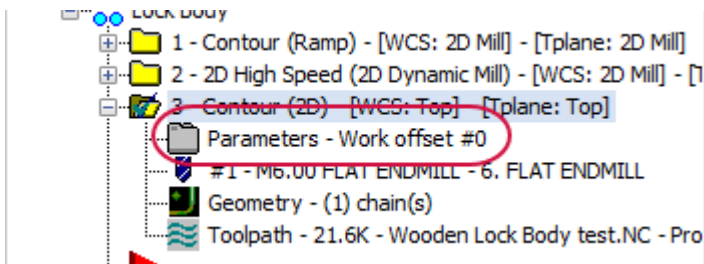 Lock Body
1 - Contour (Ramp) - [WCS: 2D Mill] - [Tplane: 2D Mill]
2 - 2D High Speed (2D Dynamic Mill) - [WCS: 2D Mill] - [T
3 - Contour (2D) - [WCS: Top] - [Tplane: Top]
Parameters - Work offset #0
#1 - M6.00 FLAT ENDMILL - 6. FLAT ENDMILL
Geometry - (1) chain(s)
Toolpath - 21.6K - Wooden Lock Body test.NC - Pro